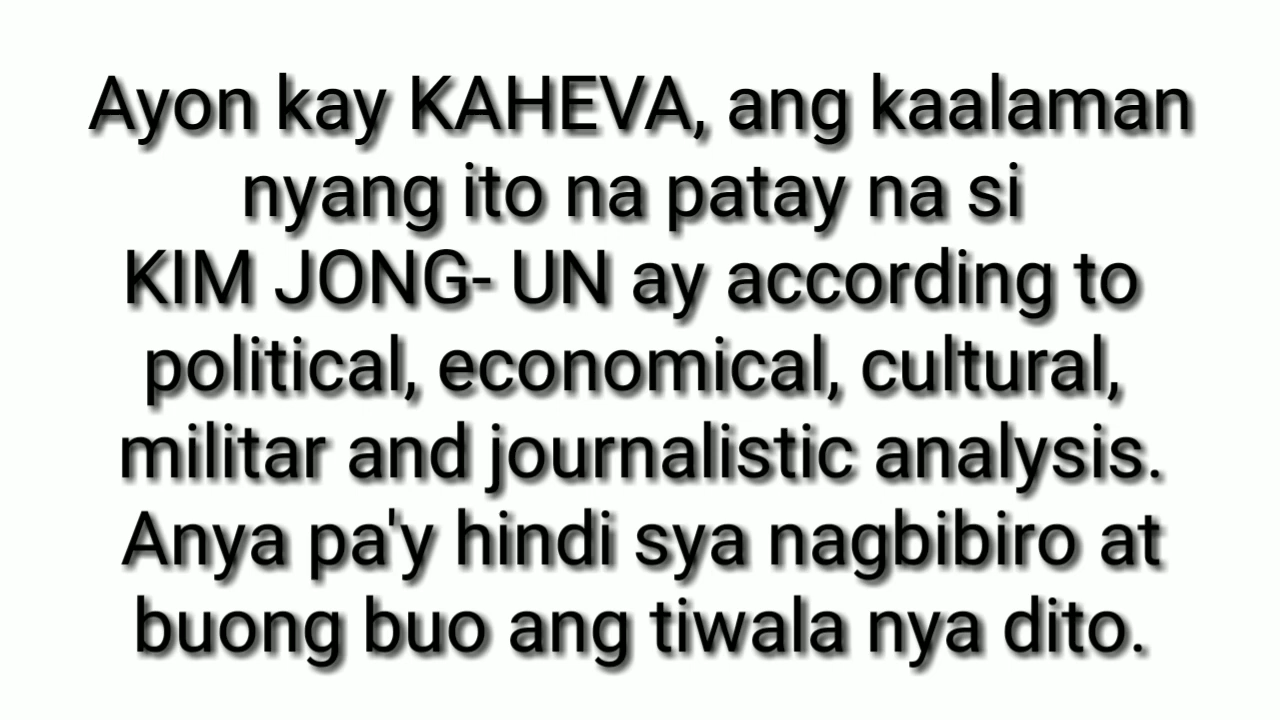 Ayon kay KAHEVA, ang kaalaman
nyang ito na patay na si
KIM JONG- UN ay according to
political, economical, cultural,
militar and journalistic analysis.
Anya pa'y hindi sya nagbibiro at
buong buo ang tiwala nya dito.